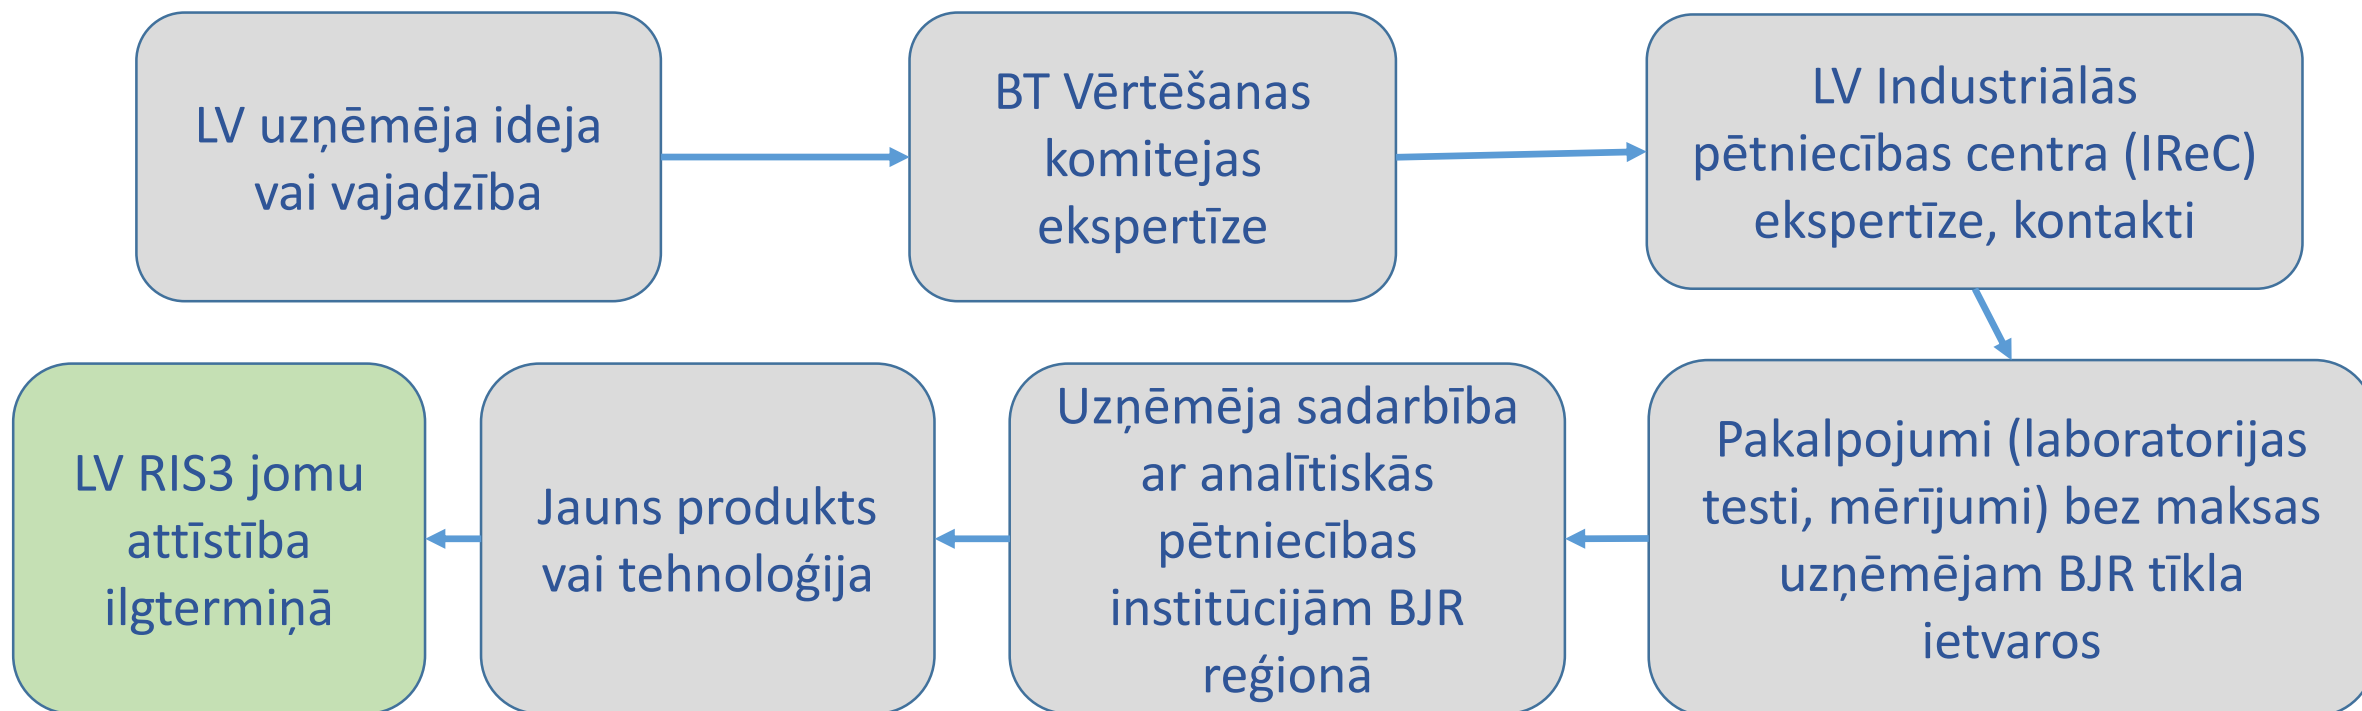 LV uzņēmēja ideja
vai vajadzība
BT Vērtēšanas
komitejas
ekspertīze
LV Industriālās
pētniecības centra (IReC)
ekspertīze, kontakti
Pakalpojumi (laboratorijas
testi, mērījumi) bez maksas
uzņēmējam BJR tīkla
ietvaros
Uzņēmēja sadarbība
ar analītiskās
pētniecības
institūcijām BJR
reģionā
Jauns produkts
vai tehnoloģija
LV RIS3 jomu
attīstība
ilgtermiņā